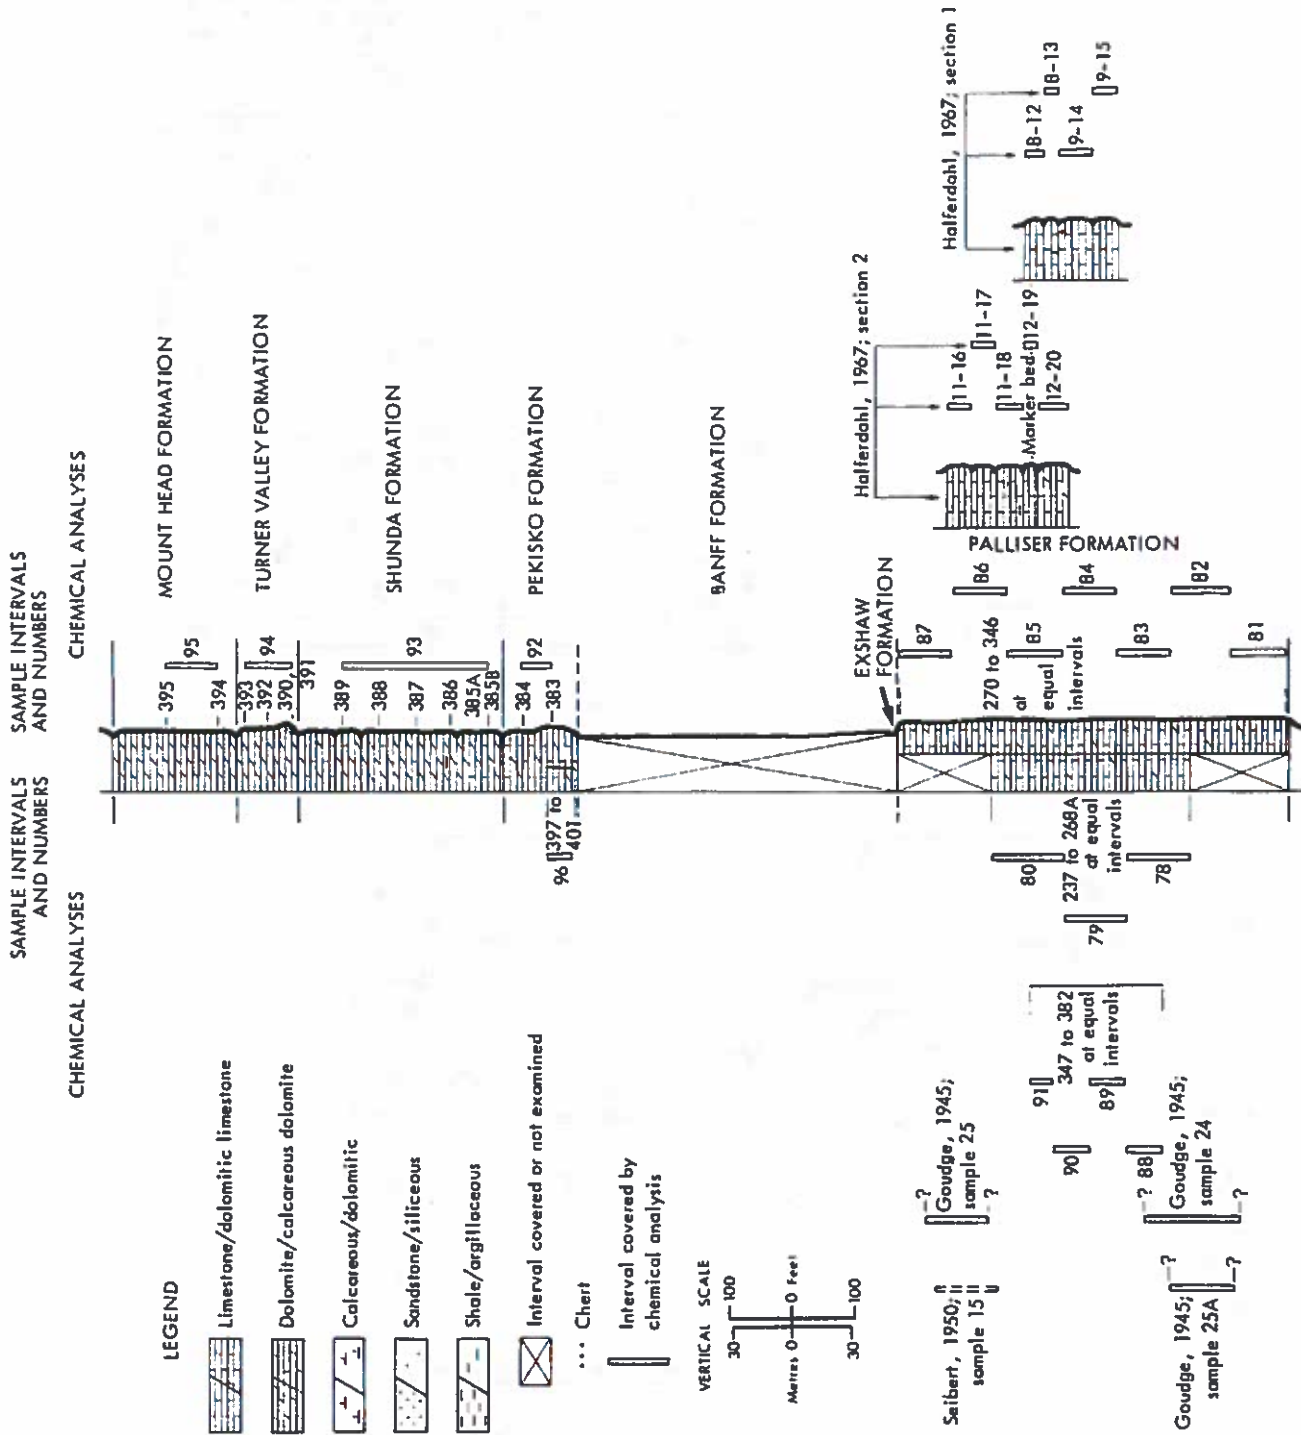 SAMPLE INTERVALS
AND NUMBERS
CHEMICAL ANALYSES
SAMPLE INTERVALS
AND NUMBERS
CHEMICAL ANALYSES
MOUNT HEAD FORMATION
TURNER VALLEY FORMATION
SHUNDA FORMATION
PEKISKO FORMATION
BANFF FORMATION
EXSHAW
FORMATION
PALLISER FORMATION
95
94
93
92
395
394
393
392
390,
391
389
388
387
386
385A
385B
384
383
397 to
401
96
87
86
270 to 346
at
equal
intervals
85
84
83
82
81
80
237 to 268A
at equal
intervals
79
78
347 to 382
at equal
intervals
91
90
89
88
Halferdahl, 1967; section 2
11-16
11-17
11-18
Marker bed
12-19
12-20
Halferdahl, 1967; section 1
8-12
8-13
9-14
9-15
?
Goudge, 1945;
sample 25
?
?
Goudge, 1945;
sample 24
?
Seibert, 1950;
sample 15
?
Goudge, 1945;
sample 25A
?
LEGEND
Limestone/dolomitic limestone
Dolomite/calcareous dolomite
Calcareous/dolomitic
Sandstone/siliceous
Shale/argillaceous
Interval covered or not examined
Chert
Interval covered by
chemical analysis
VERTICAL SCALE
30 100
Metres 0 0 Feet
30 100